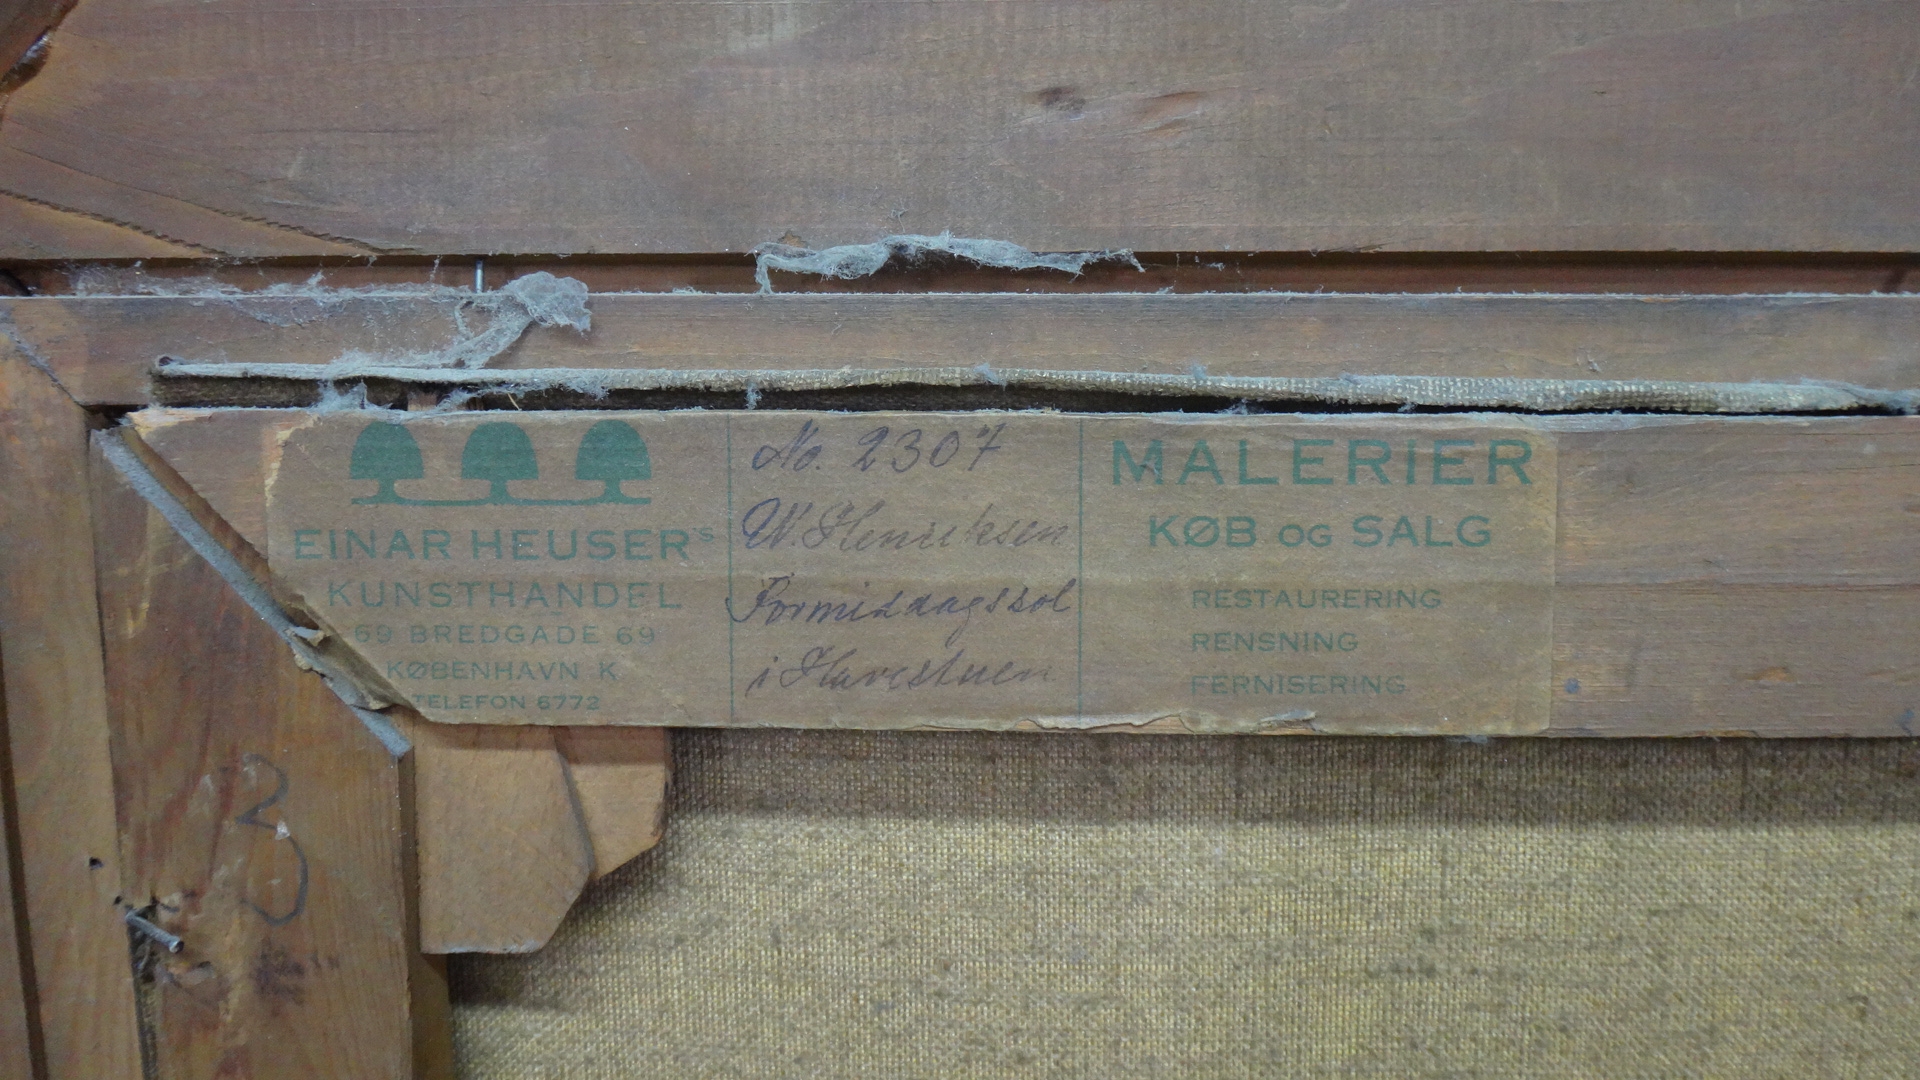 EINAR HEUSER'S
KUNSTHANDEL
69 BREDGADE 69
KØBENHAVN K
TELEFON 6772
No. 2307
W. Henriksen
Formiddagssol
i Havestuen
MALERIER
KØB OG SALG
RESTAURERING
RENSNING
FERNISERING